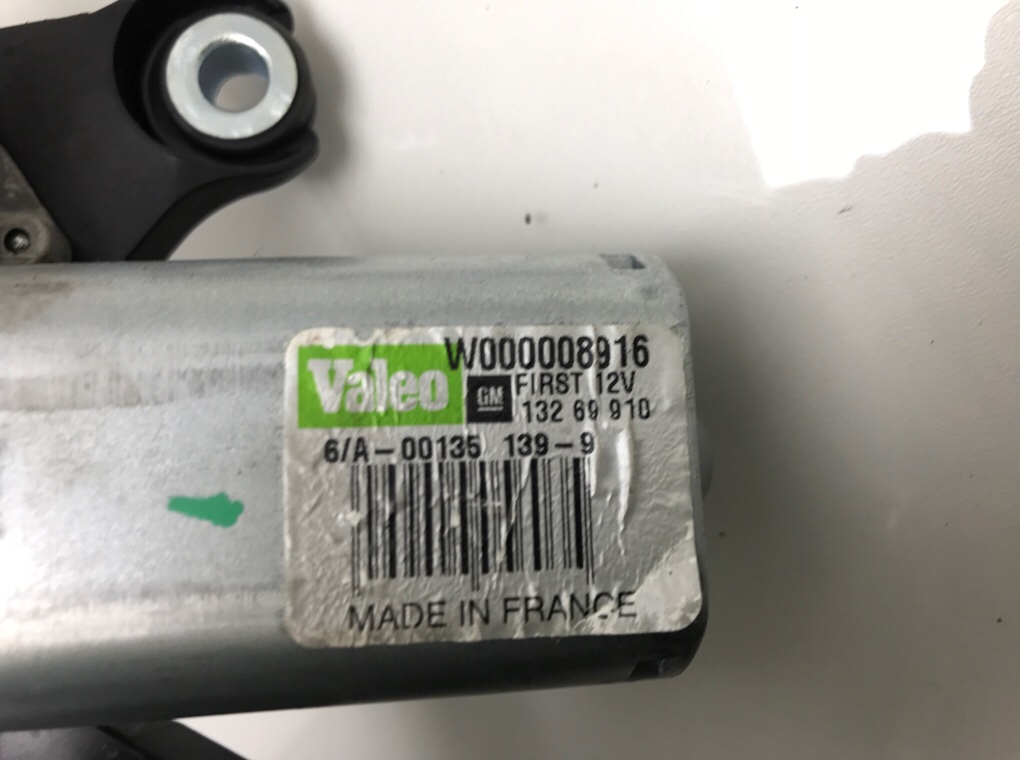 Valeo W000008916
GM FIRST 12V
132 69 910
6/A-00135 139-9
MADE IN FRANCE